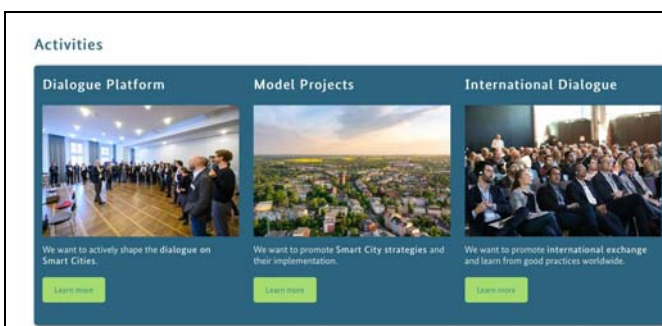 Activities
Dialogue Platform
We want to actively shape the dialogue on
Smart Cities.
Learn more
Model Projects
We want to promote Smart City strategies and
their implementation.
Learn more
International Dialogue
We want to promote international exchange
and learn from good practices worldwide.
Learn more